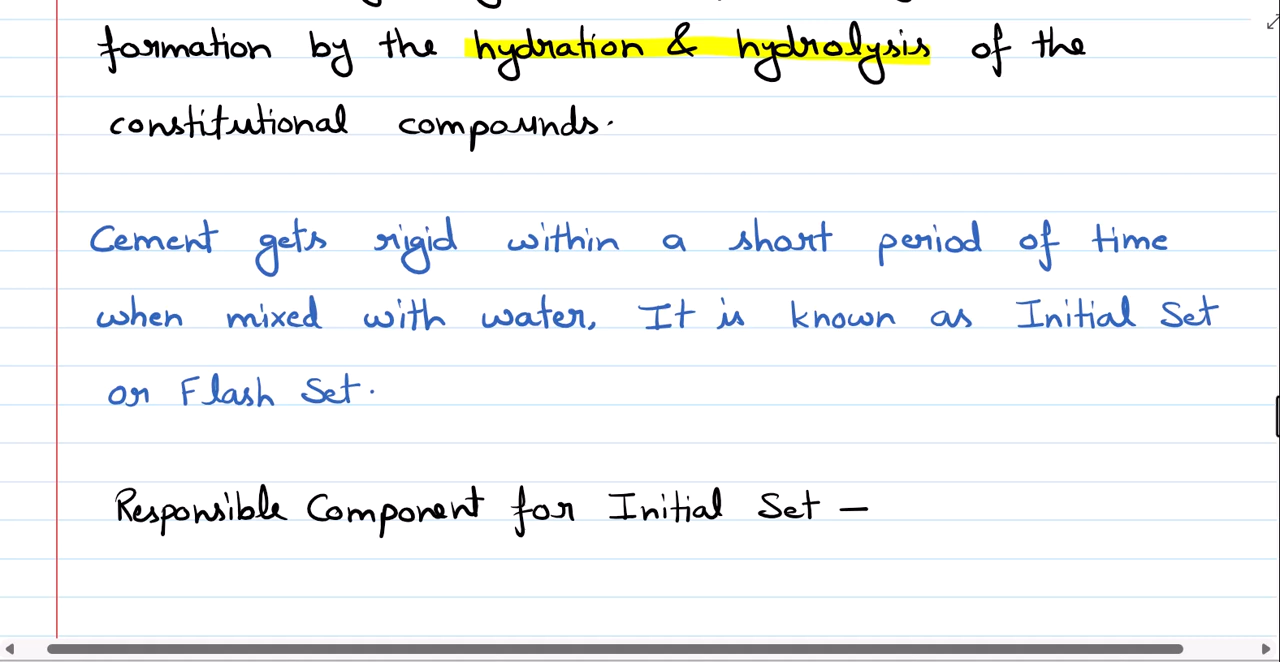 formation by the hydration & hydrolysis of the
constitutional compounds.
Cement gets rigid within a short period of time
when mixed with water. It is known as Initial Set
or Flash Set.
Responsible Component for Initial Set –